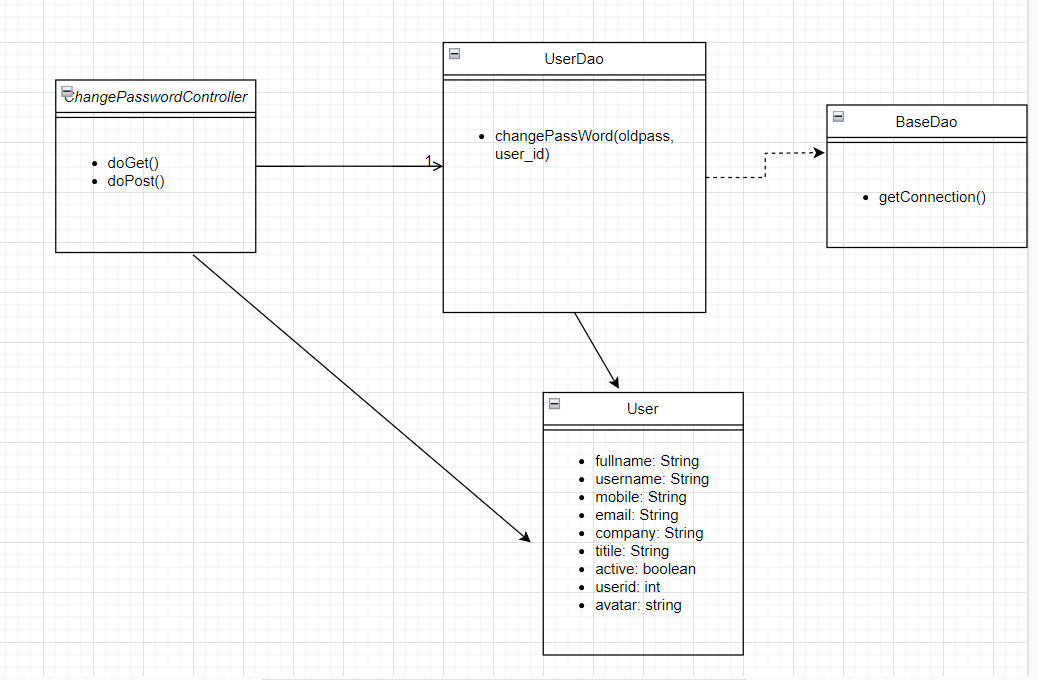 ChangePasswordController
doGet()
doPost()
1
UserDao
changePassWord(oldpass,
user_id)
BaseDao
getConnection()
User
fullname: String
username: String
mobile: String
email: String
company: String
titile: String
active: boolean
userid: int
avatar: string